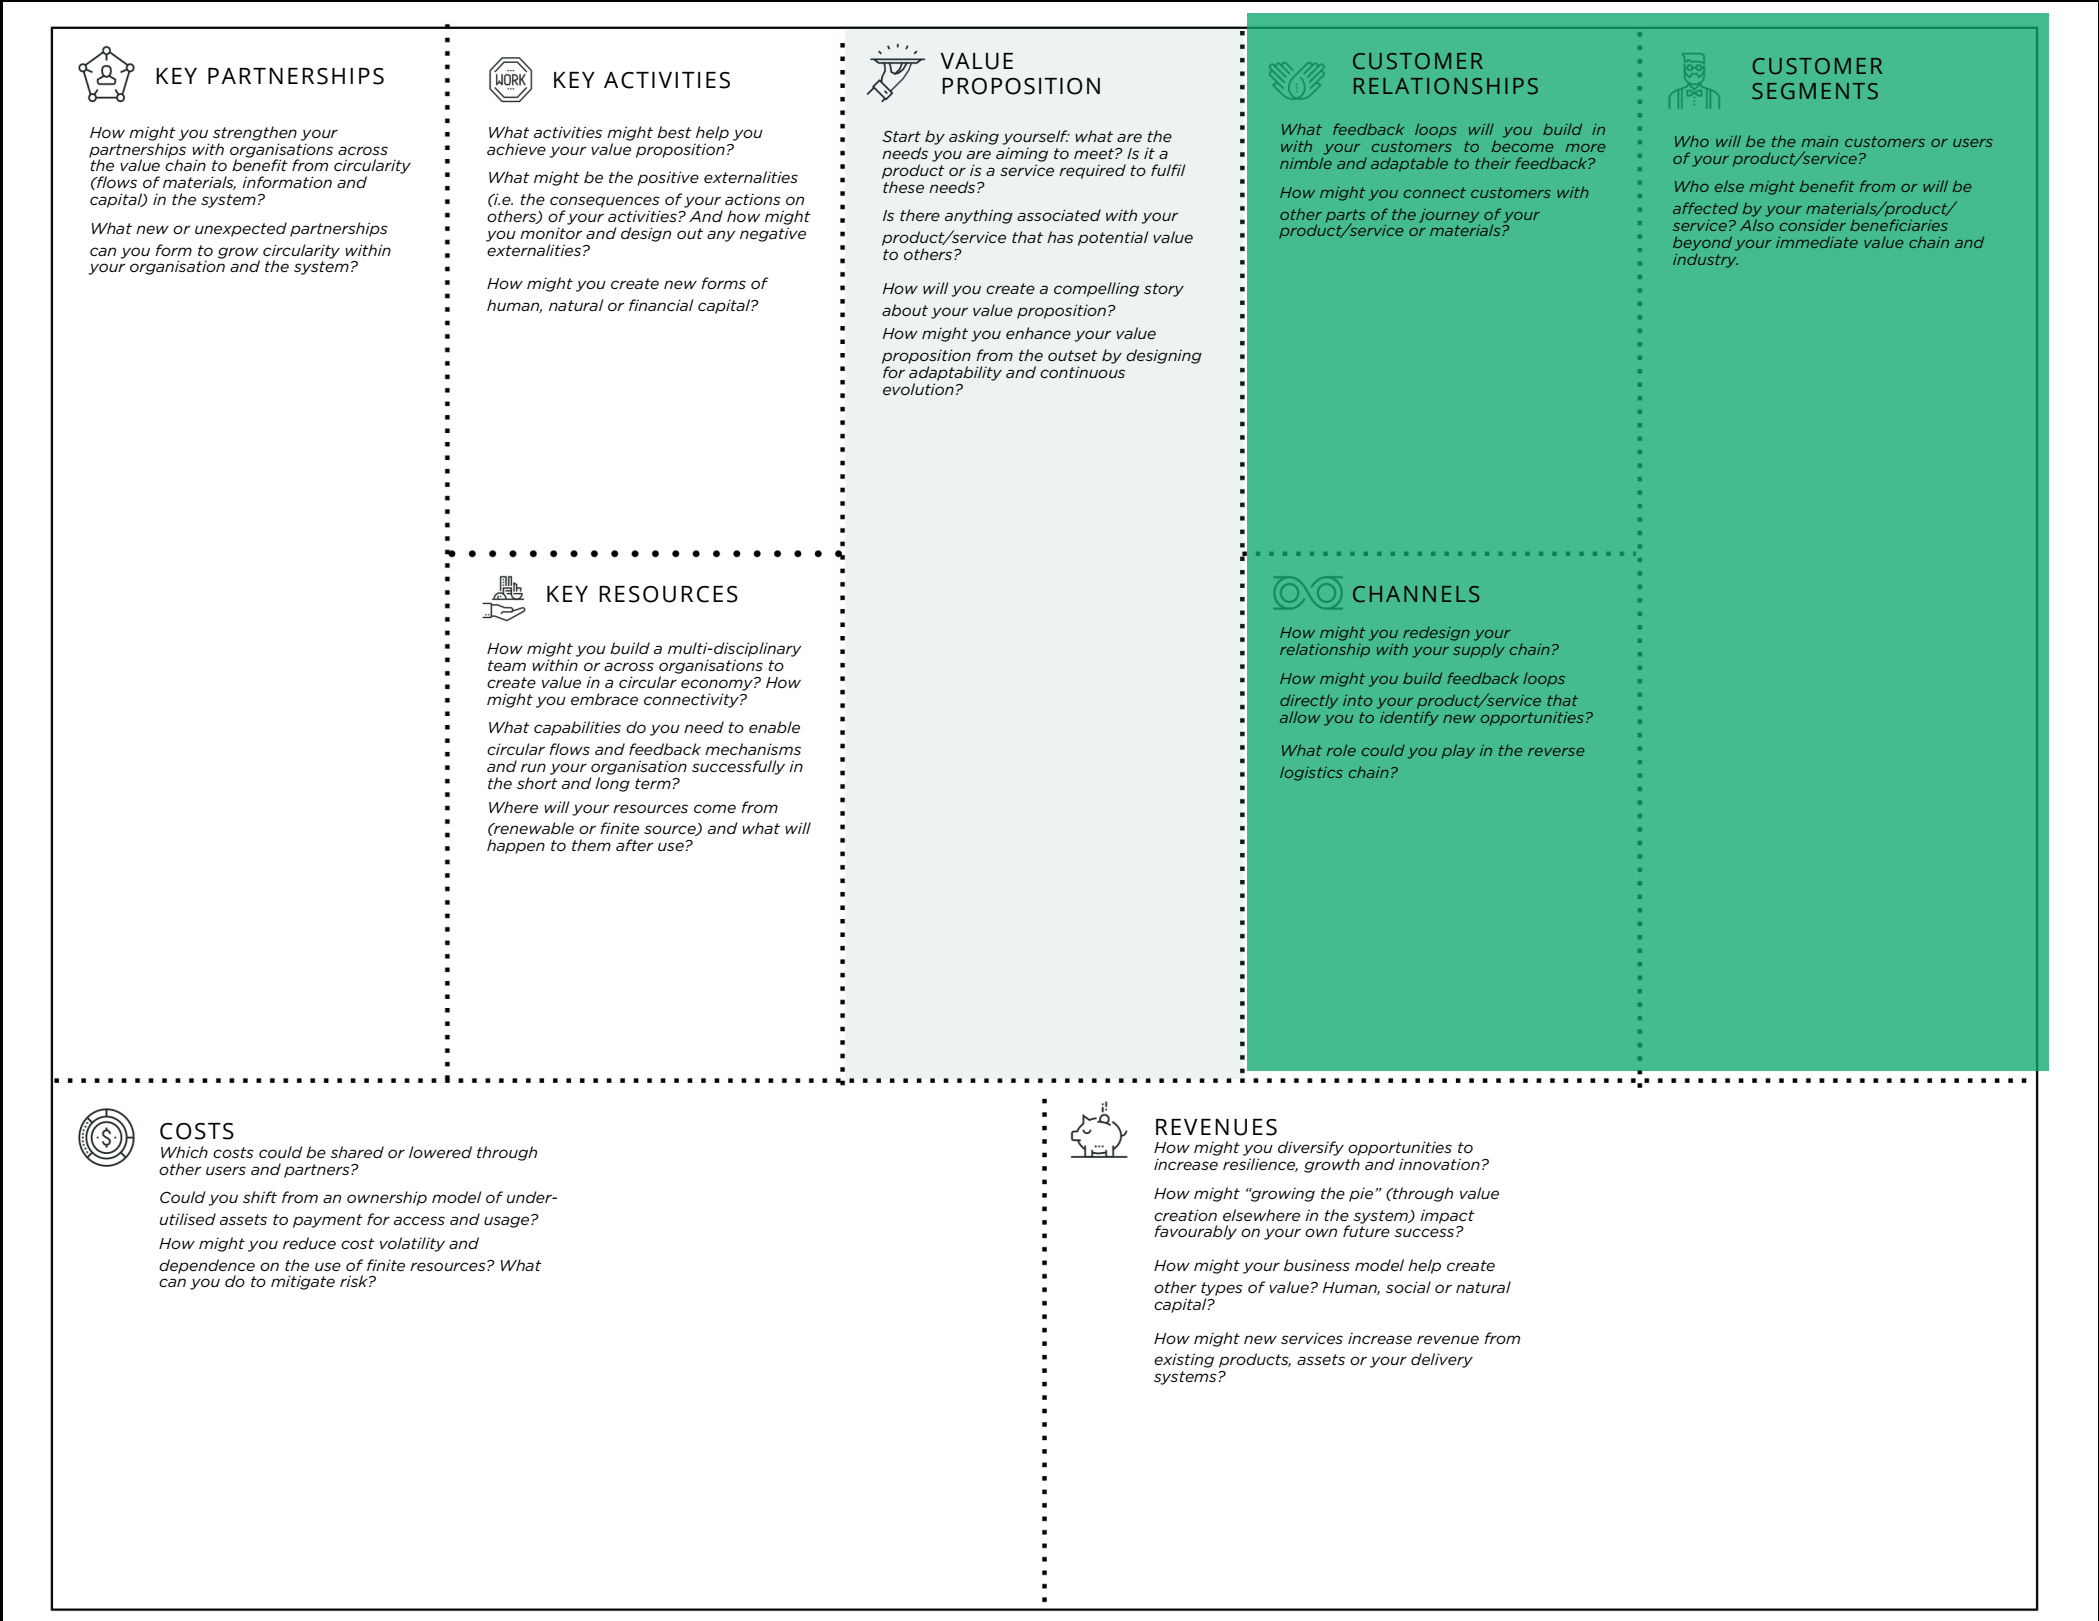 KEY PARTNERSHIPS
How might you strengthen your
partnerships with organisations across
the value chain to benefit from circularity
(flows of materials, information and
capital) in the system?
What new or unexpected partnerships
can you form to grow circularity within
your organisation and the system?
WORK
KEY ACTIVITIES
What activities might best help you
achieve your value proposition?
What might be the positive externalities
(i.e. the consequences of your actions on
others) of your activities? And how might
you monitor and design out any negative
externalities?
How might you create new forms of
human, natural or financial capital?
KEY RESOURCES
How might you build a multi-disciplinary
team within or across organisations to
create value in a circular economy? How
might you embrace connectivity?
What capabilities do you need to enable
circular flows and feedback mechanisms
and run your organisation successfully in
the short and long term?
Where will your resources come from
(renewable or finite source) and what will
happen to them after use?
VALUE
PROPOSITION
Start by asking yourself: what are the
needs you are aiming to meet? Is it a
product or is a service required to fulfil
these needs?
Is there anything associated with your
product/service that has potential value
to others?
How will you create a compelling story
about your value proposition?
How might you enhance your value
proposition from the outset by designing
for adaptability and continuous
evolution?
CUSTOMER
RELATIONSHIPS
What feedback loops will you build in
with your customers to become more
nimble and adaptable to their feedback?
How might you connect customers with
other parts of the journey of your
product/service or materials?
CHANNELS
How might you redesign your
relationship with your supply chain?
How might you build feedback loops
directly into your product/service that
allow you to identify new opportunities?
What role could you play in the reverse
logistics chain?
CUSTOMER
SEGMENTS
Who will be the main customers or users
of your product/service?
Who else might benefit from or will be
affected by your materials/product/
service? Also consider beneficiaries
beyond your immediate value chain and
industry.
$
COSTS
Which costs could be shared or lowered through
other users and partners?
Could you shift from an ownership model of under-
utilised assets to payment for access and usage?
How might you reduce cost volatility and
dependence on the use of finite resources? What
can you do to mitigate risk?
REVENUES
How might you diversify opportunities to
increase resilience, growth and innovation?
How might “growing the pie” (through value
creation elsewhere in the system) impact
favourably on your own future success?
How might your business model help create
other types of value? Human, social or natural
capital?
How might new services increase revenue from
existing products, assets or your delivery
systems?